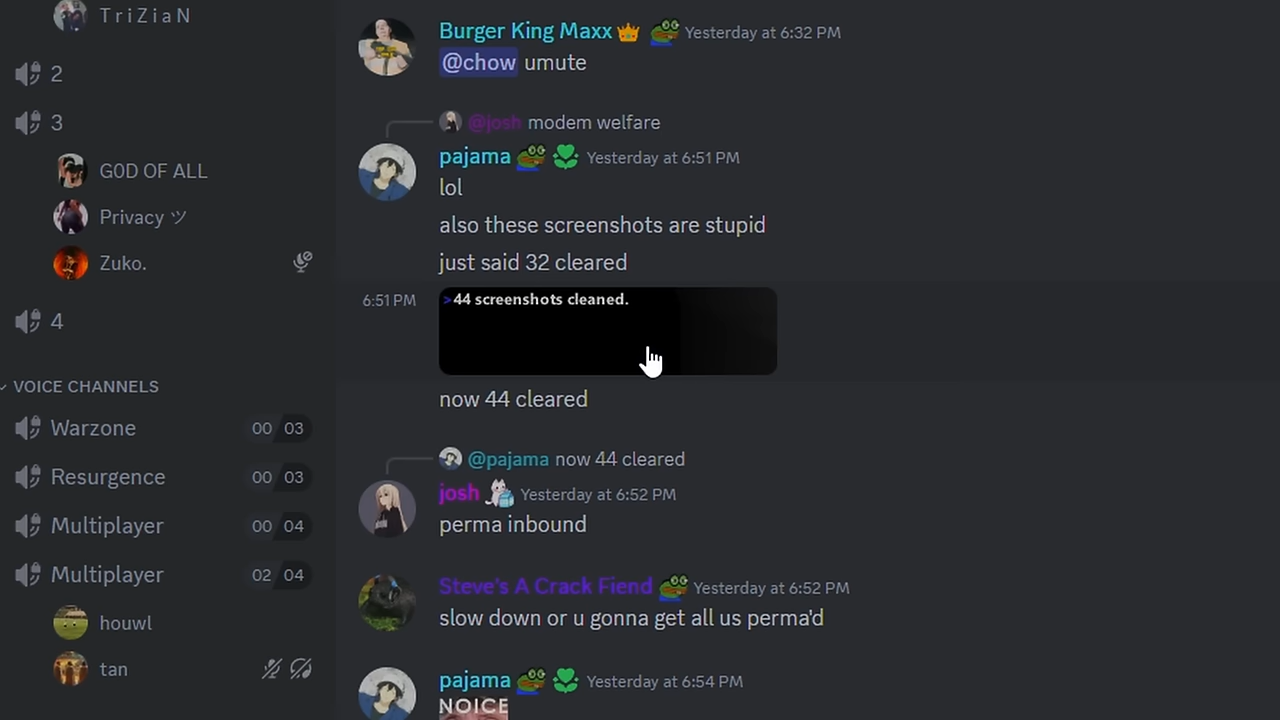 TriZiaN
2
3
G0D OF ALL
Privacy ツ
Zuko.
4
VOICE CHANNELS
Warzone 00 03
Resurgence 00 03
Multiplayer 00 04
Multiplayer 02 04
houwl
tan
Burger King Maxx Yesterday at 6:32 PM
@chow umute
@josh modem welfare
pajama Yesterday at 6:51 PM
lol
also these screenshots are stupid
just said 32 cleared
6:51 PM
>44 screenshots cleaned.
now 44 cleared
@pajama now 44 cleared
josh Yesterday at 6:52 PM
perma inbound
Steve's A Crack Fiend Yesterday at 6:52 PM
slow down or u gonna get all us perma'd
pajama Yesterday at 6:54 PM
NOICE